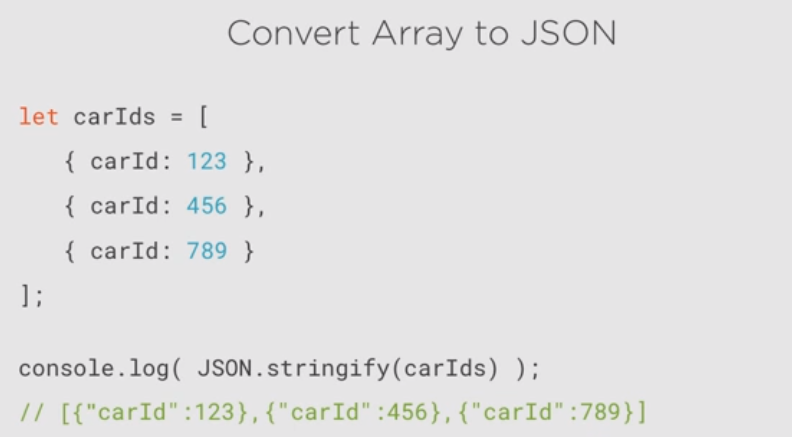 Convert Array to JSON
let carIds = [
{ carId: 123 },
{ carId: 456 },
{ carId: 789 }
];
console.log( JSON.stringify(carIds) );
// [{"carId":123},{"carId":456},{"carId":789}]